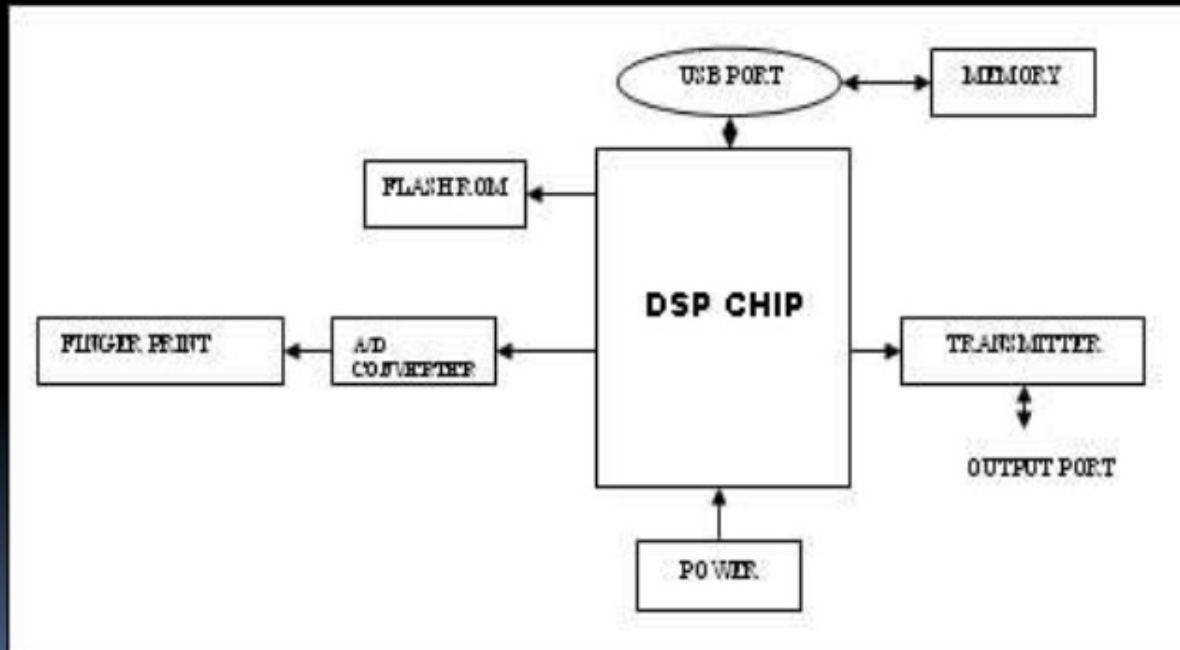 USB PORT
MEMORY
FLASH ROM
DSP CHIP
FINGER PRINT
A/D
CONVERTER
TRANSMITTER
OUTPUT PORT
POWER